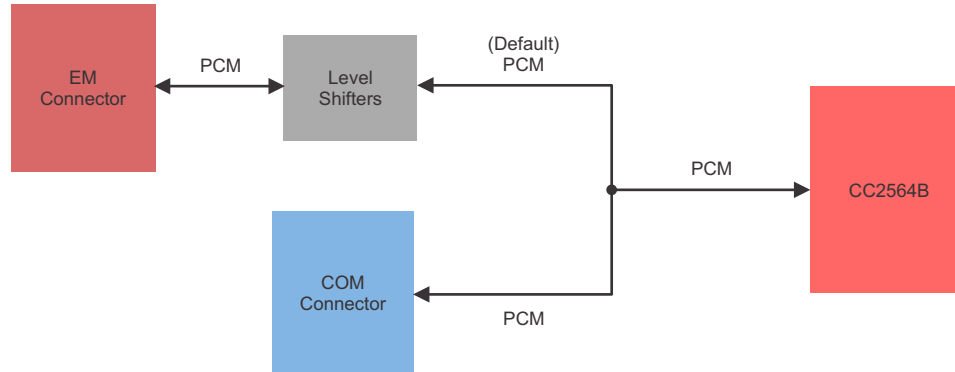 EM
Connector
PCM
Level
Shifters
(Default)
PCM
PCM
CC2564B
COM
Connector
PCM